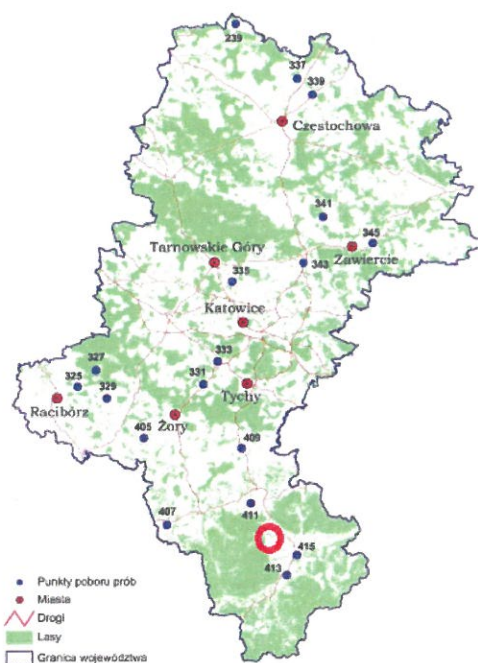 239
337
339
Częstochowa
341
345
Zawiercie
343
Tarnowskie Góry
335
Katowice
333
327
331
325
329
Tychy
Racibórz
Żory
405
409
411
407
415
413
Punkty poboru prób
Miasta
Drogi
Lasy
Granica województwa